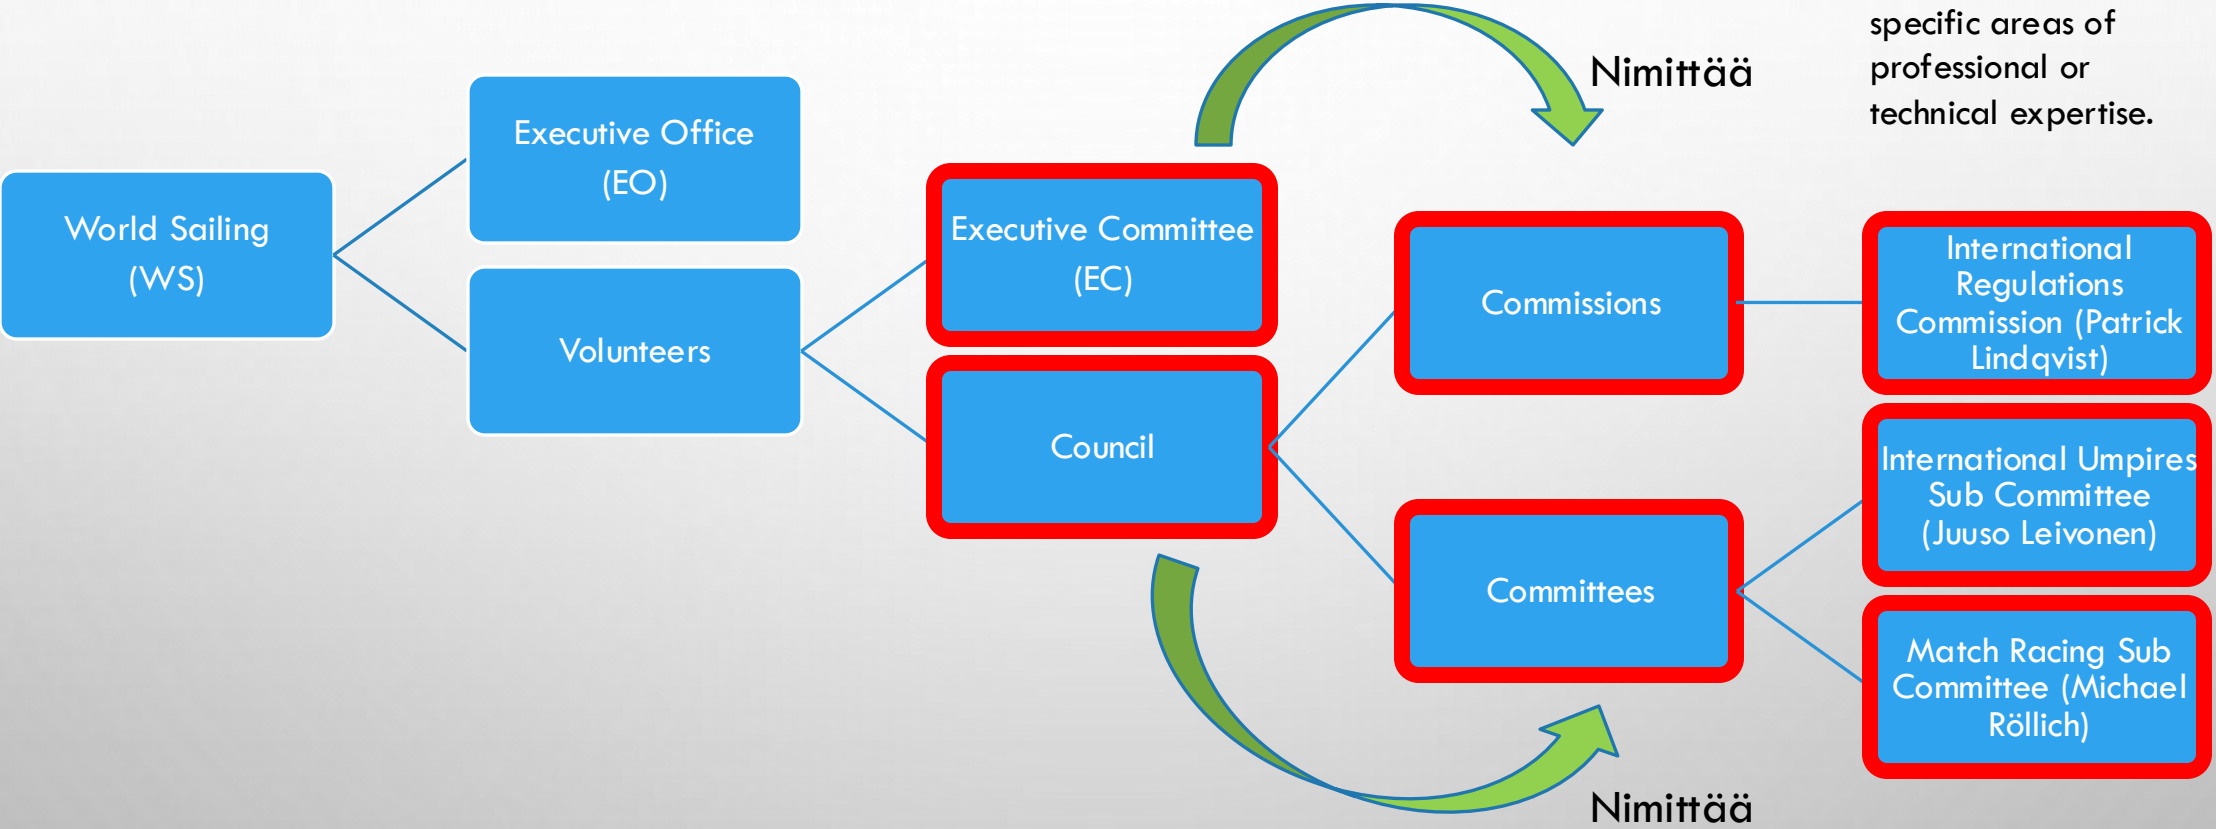 World Sailing
(WS)
Executive Office
(EO)
Volunteers
Executive Committee
(EC)
Council
Nimittää
Nimittää
Commissions
Committees
specific areas of
professional or
technical expertise.
International
Regulations
Commission (Patrick
Lindqvist)
International Umpires
Sub Committee
(Juuso Leivonen)
Match Racing Sub
Committee (Michael
Röllich)